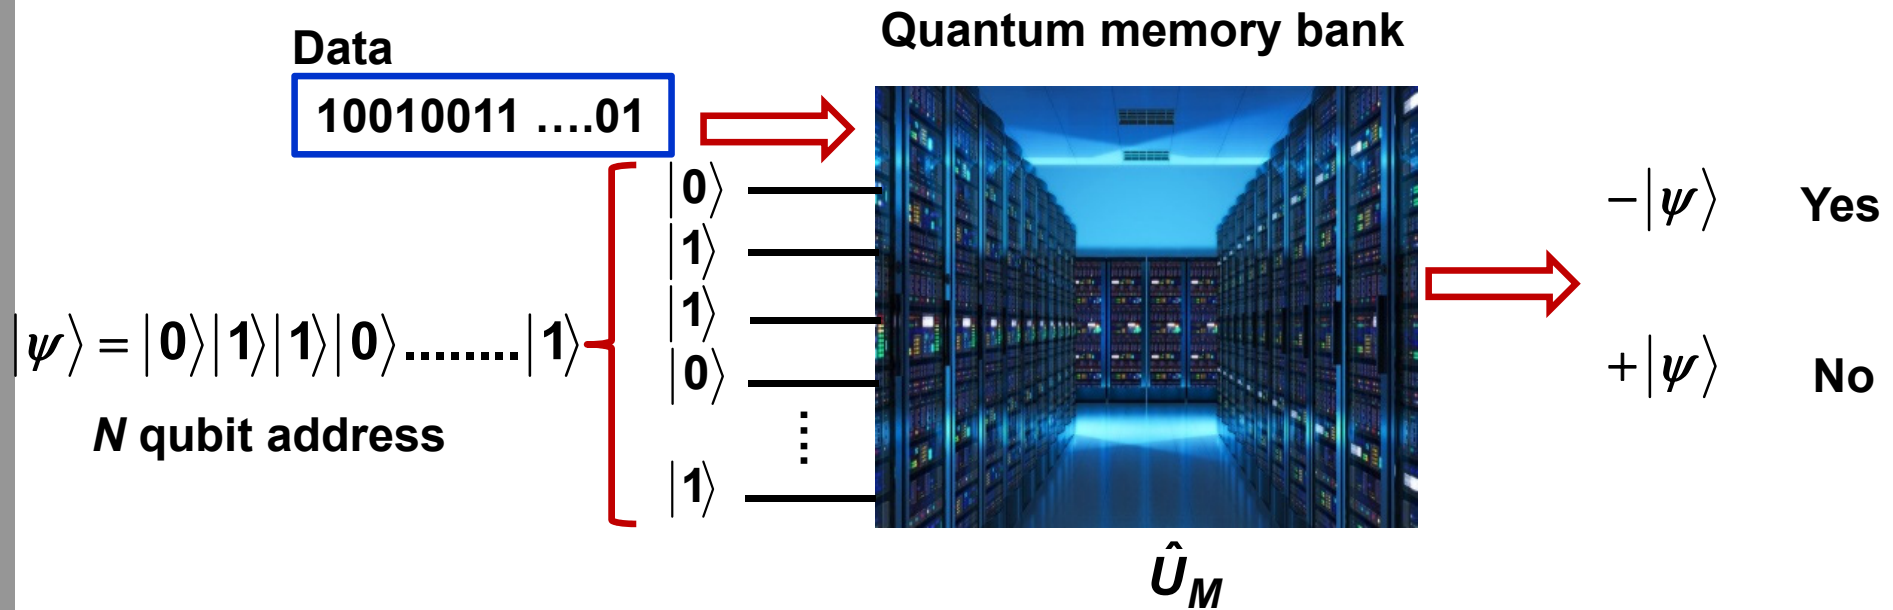 Quantum memory bank
Data
10010011 ....01
|0⟩
|1⟩
|1⟩
|0⟩
⋮
|1⟩
|ψ⟩ = |0⟩|1⟩|1⟩|0⟩........|1⟩
N qubit address
−|ψ⟩ Yes
+|ψ⟩ No
Û_M